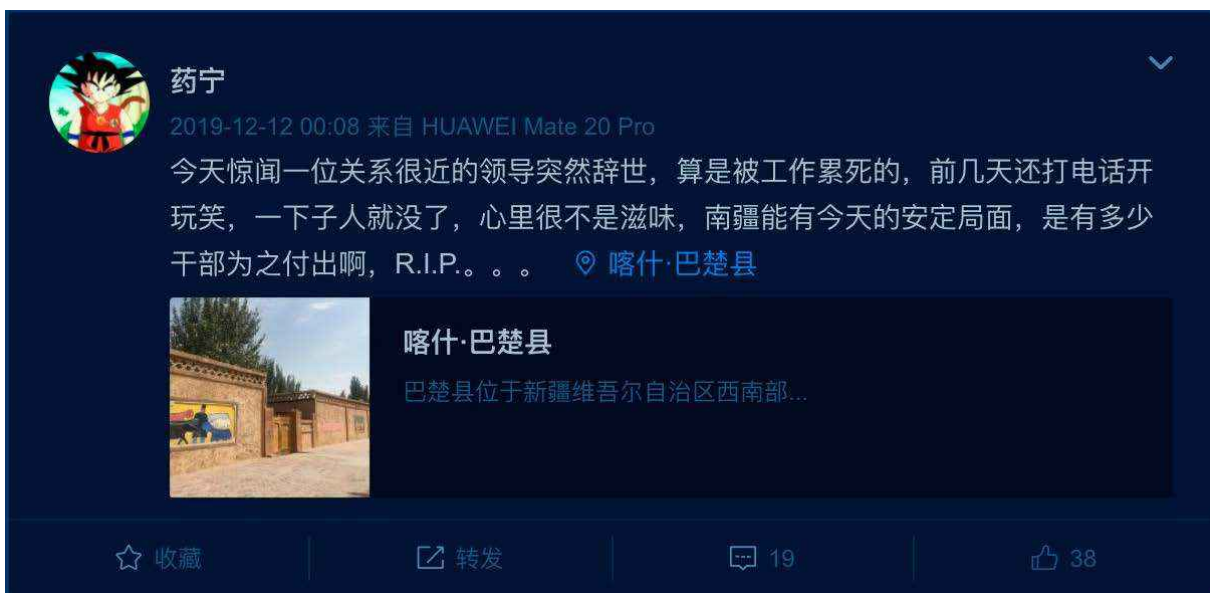 药宁
2019-12-12 00:08 来自 HUAWEI Mate 20 Pro
今天惊闻一位关系很近的领导突然辞世，算是被工作累死的，前几天还打电话开
玩笑，一下子人就没了，心里很不是滋味，南疆能有今天的安定局面，是有多少
干部为之付出啊，R.I.P.。。。 喀什·巴楚县
喀什·巴楚县
巴楚县位于新疆维吾尔自治区西南部...
收藏 转发 19 38